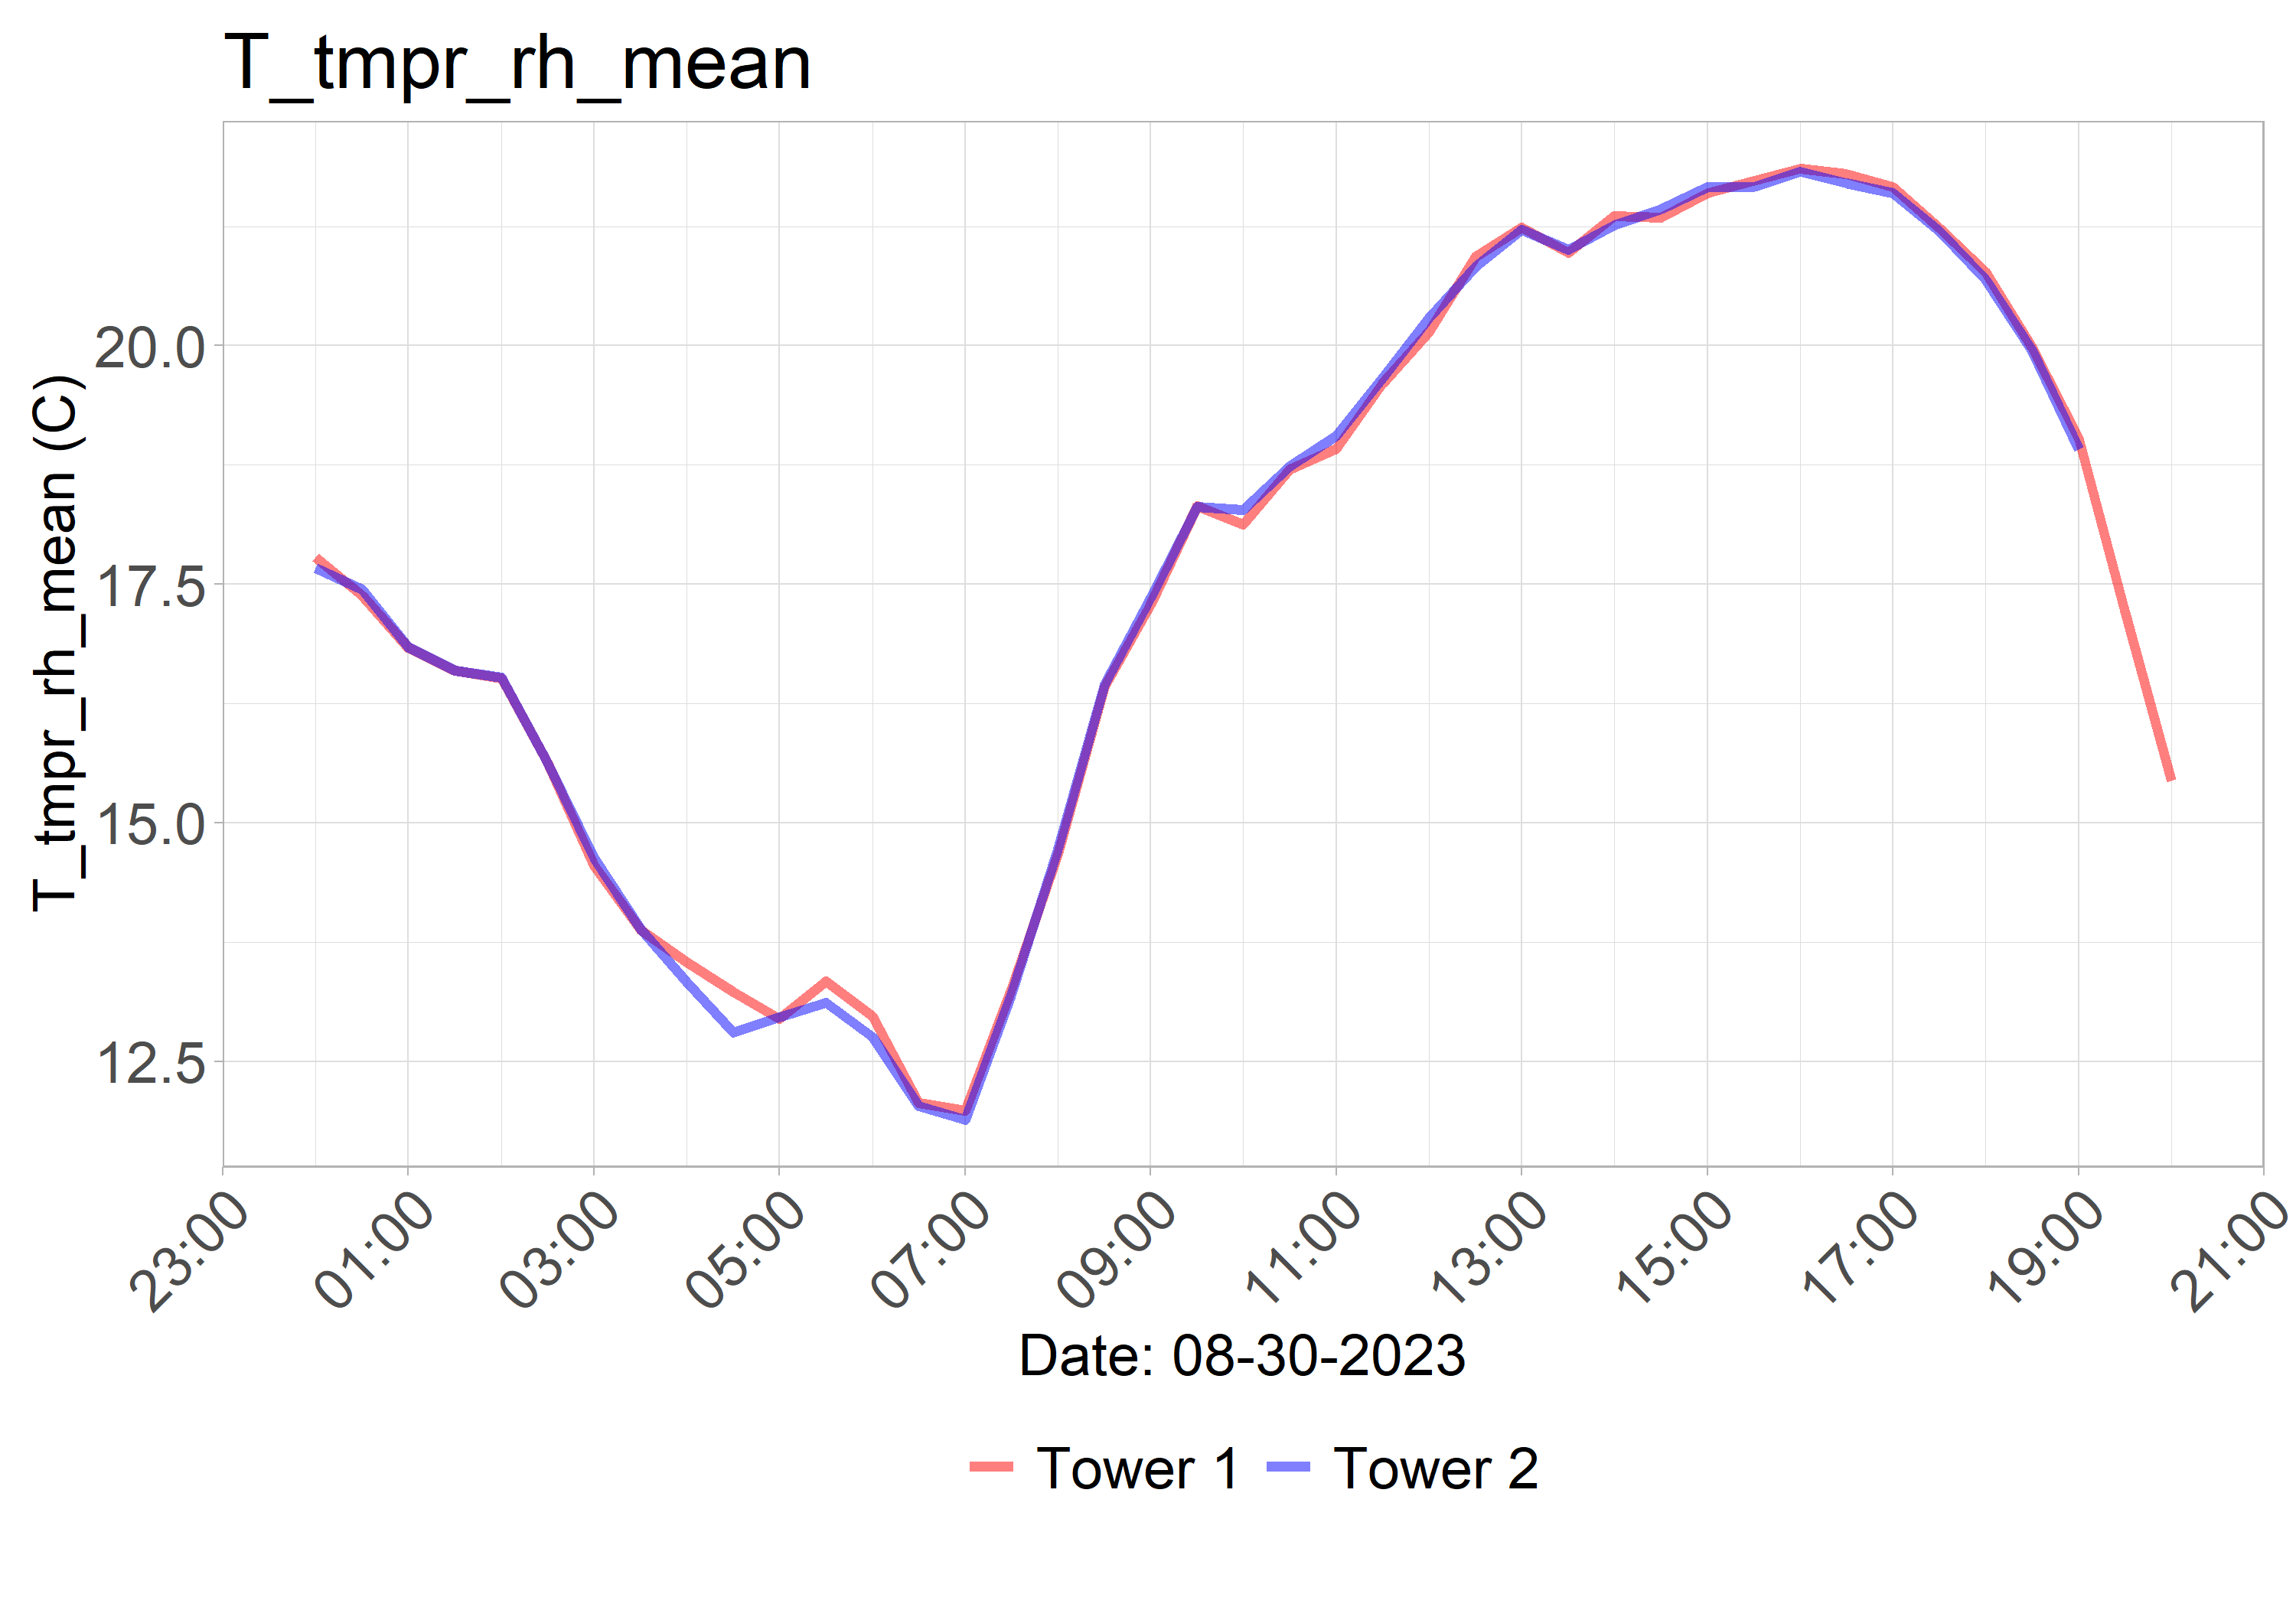 T_tmpr_rh_mean
T_tmpr_rh_mean (C)
20.0
17.5
15.0
12.5
23:00 01:00 03:00 05:00 07:00 09:00 11:00 13:00 15:00 17:00 19:00 21:00
Date: 08-30-2023
Tower 1 Tower 2